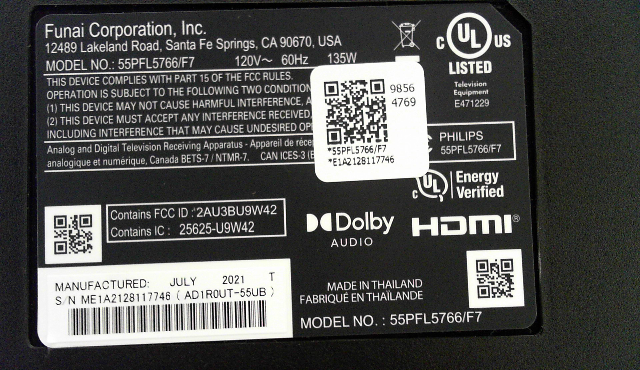 Funai Corporation, Inc.
12489 Lakeland Road, Santa Fe Springs, CA 90670, USA
MODEL NO.: 55PFL5766/F7 120V~ 60Hz 135W
THIS DEVICE COMPLIES WITH PART 15 OF THE FCC RULES.
OPERATION IS SUBJECT TO THE FOLLOWING TWO CONDITION
(1) THIS DEVICE MAY NOT CAUSE HARMFUL INTERFERENCE, A
(2) THIS DEVICE MUST ACCEPT ANY INTERFERENCE RECEIVED,
INCLUDING INTERFERENCE THAT MAY CAUSE UNDESIRED OP
Analog and Digital Television Receiving Apparatus - Appareil de récep
analogique et numérique, Canada BETS-7 / NTMR-7. CAN ICES-3 (B
9856
4769
*55PFL5766/F7
*E1A2128117746
C UL US
LISTED
Television
Equipment
E471229
PHILIPS
55PFL5766/F7
C UL Energy
Verified
Contains FCC ID : 2AU3BU9W42
Contains IC : 25625-U9W42
Dolby
AUDIO
HDMI®
MANUFACTURED: JULY 2021 T
S/N ME1A2128117746 ( AD1R0UT-55UB )
MADE IN THAILAND
FABRIQUÉ EN THAÏLANDE
MODEL NO. : 55PFL5766/F7